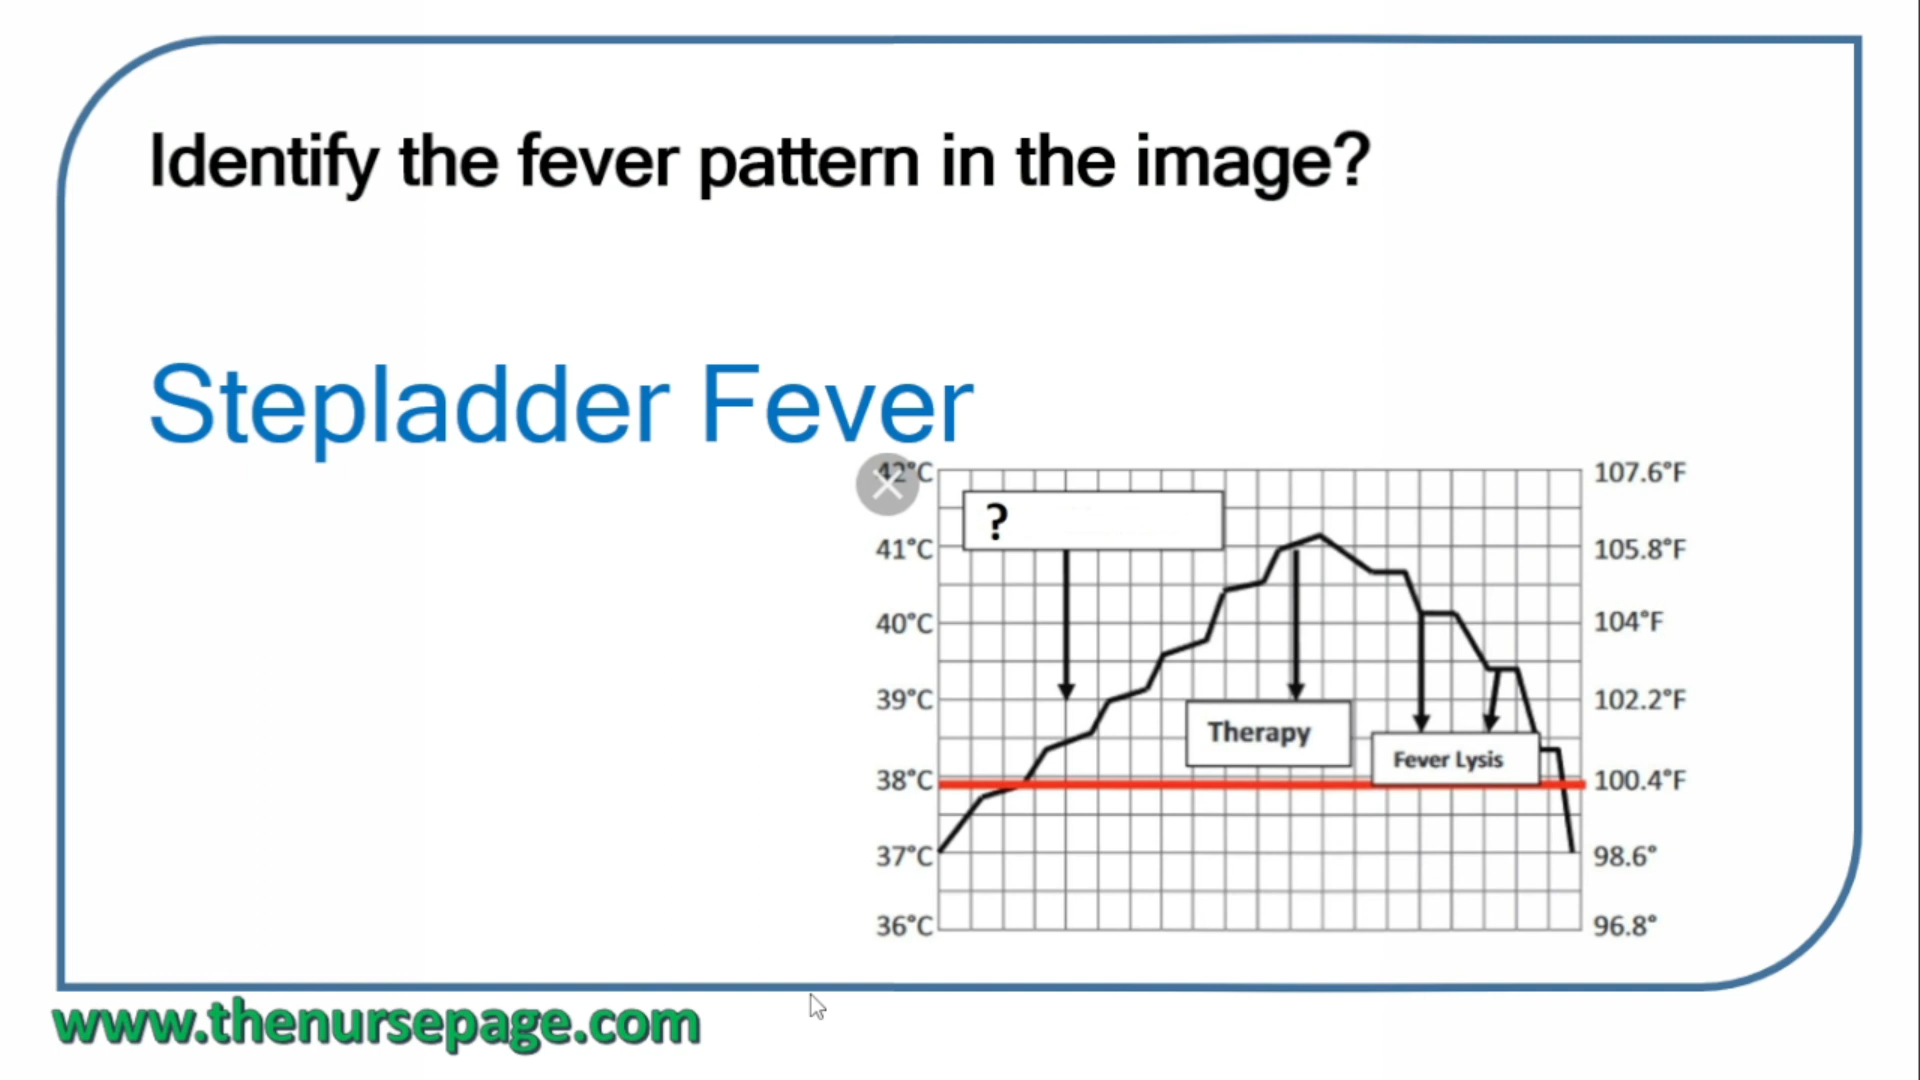 Identify the fever pattern in the image?
Stepladder Fever
42°C 107.6°F
?
41°C 105.8°F
40°C 104°F
39°C 102.2°F
Therapy
Fever Lysis
38°C 100.4°F
37°C 98.6°
36°C 96.8°
www.thenursepage.com